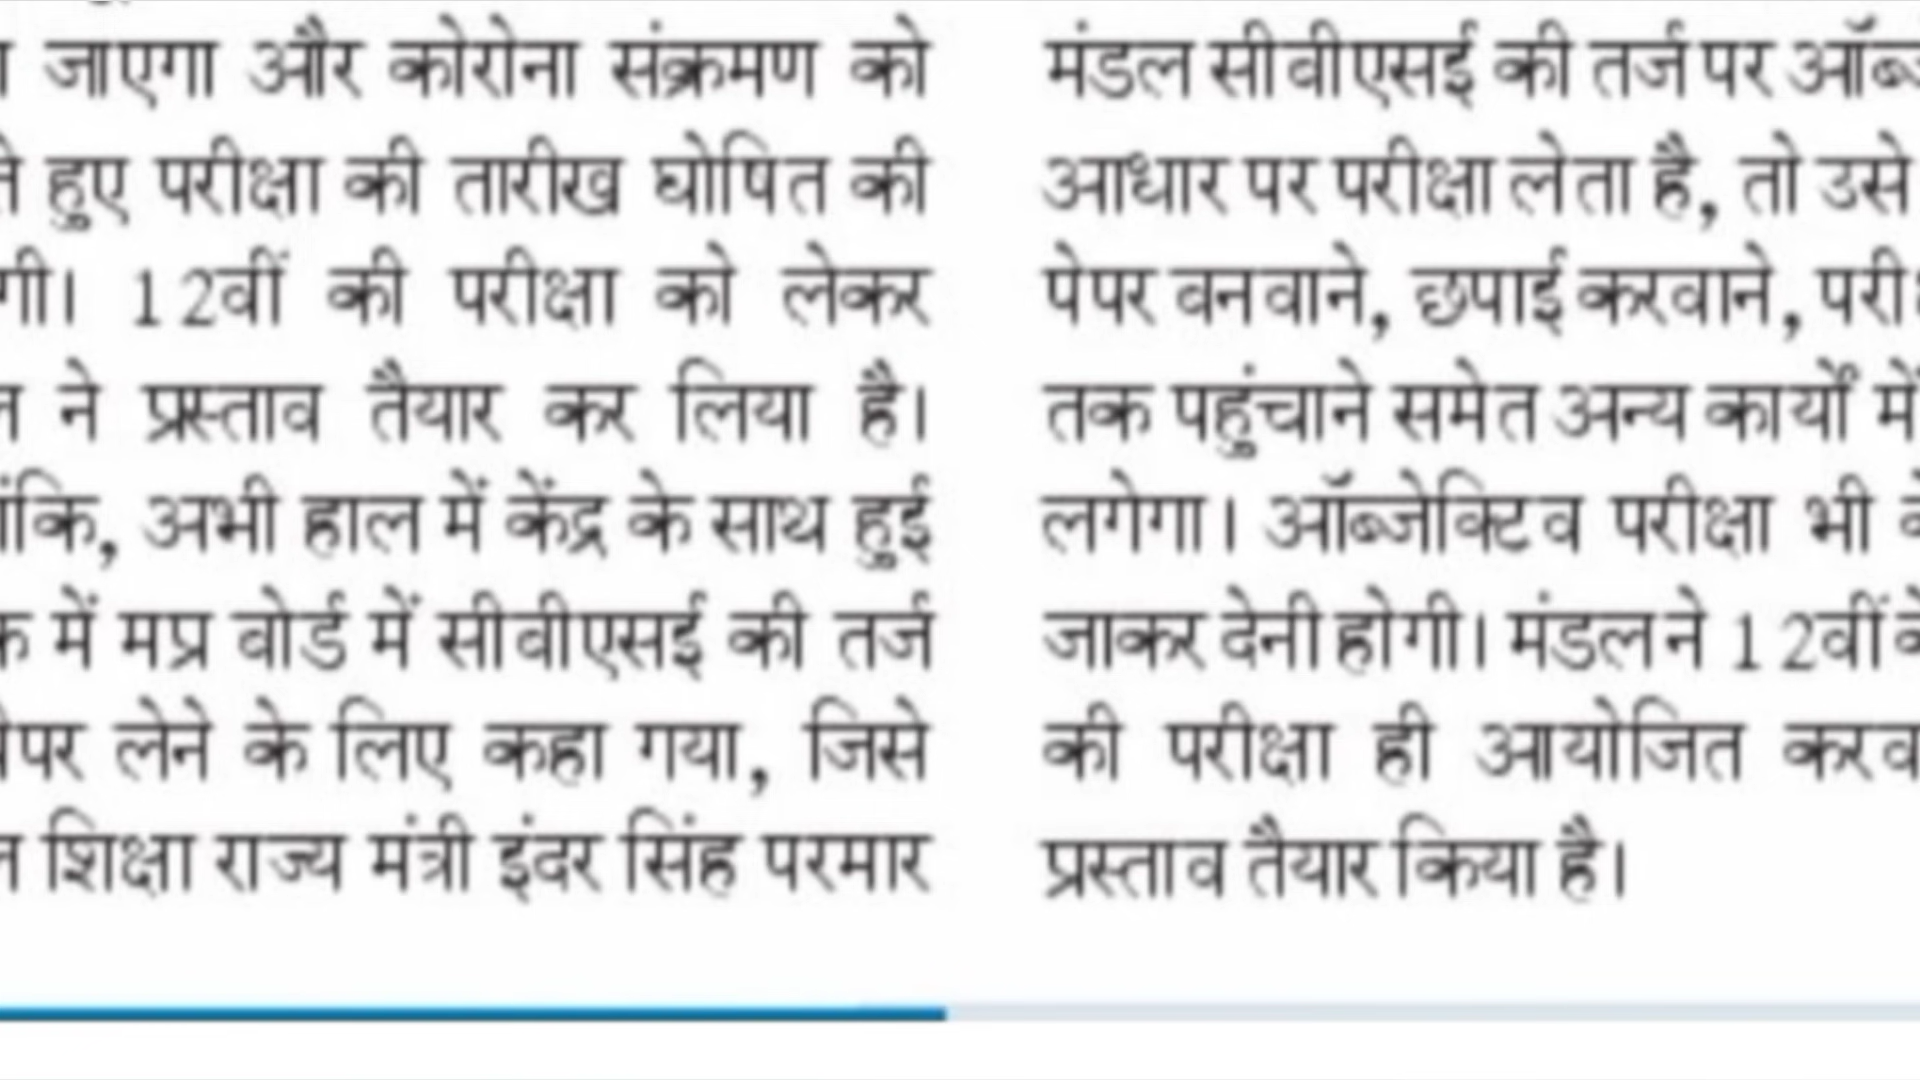 जाएगा और कोरोना संक्रमण को
हुए परीक्षा की तारीख घोषित की
गी। 12वीं की परीक्षा को लेकर
ने प्रस्ताव तैयार कर लिया है।
अभी हाल में केंद्र के साथ हुई
में मप्र बोर्ड में सीबीएसई की तर्ज
पेपर लेने के लिए कहा गया, जिसे
शिक्षा राज्य मंत्री इंदर सिंह परमार
मंडल सीबीएसई की तर्ज पर
आधार पर परीक्षा लेता है, तो उसे
पेपर बनवाने, छपाई करवाने,
तक पहुंचाने समेत अन्य कार्यों में
लगेगा। ऑब्जेक्टिव परीक्षा भी
जाकर देनी होगी। मंडल ने 12वीं
की परीक्षा ही आयोजित
प्रस्ताव तैयार किया है।